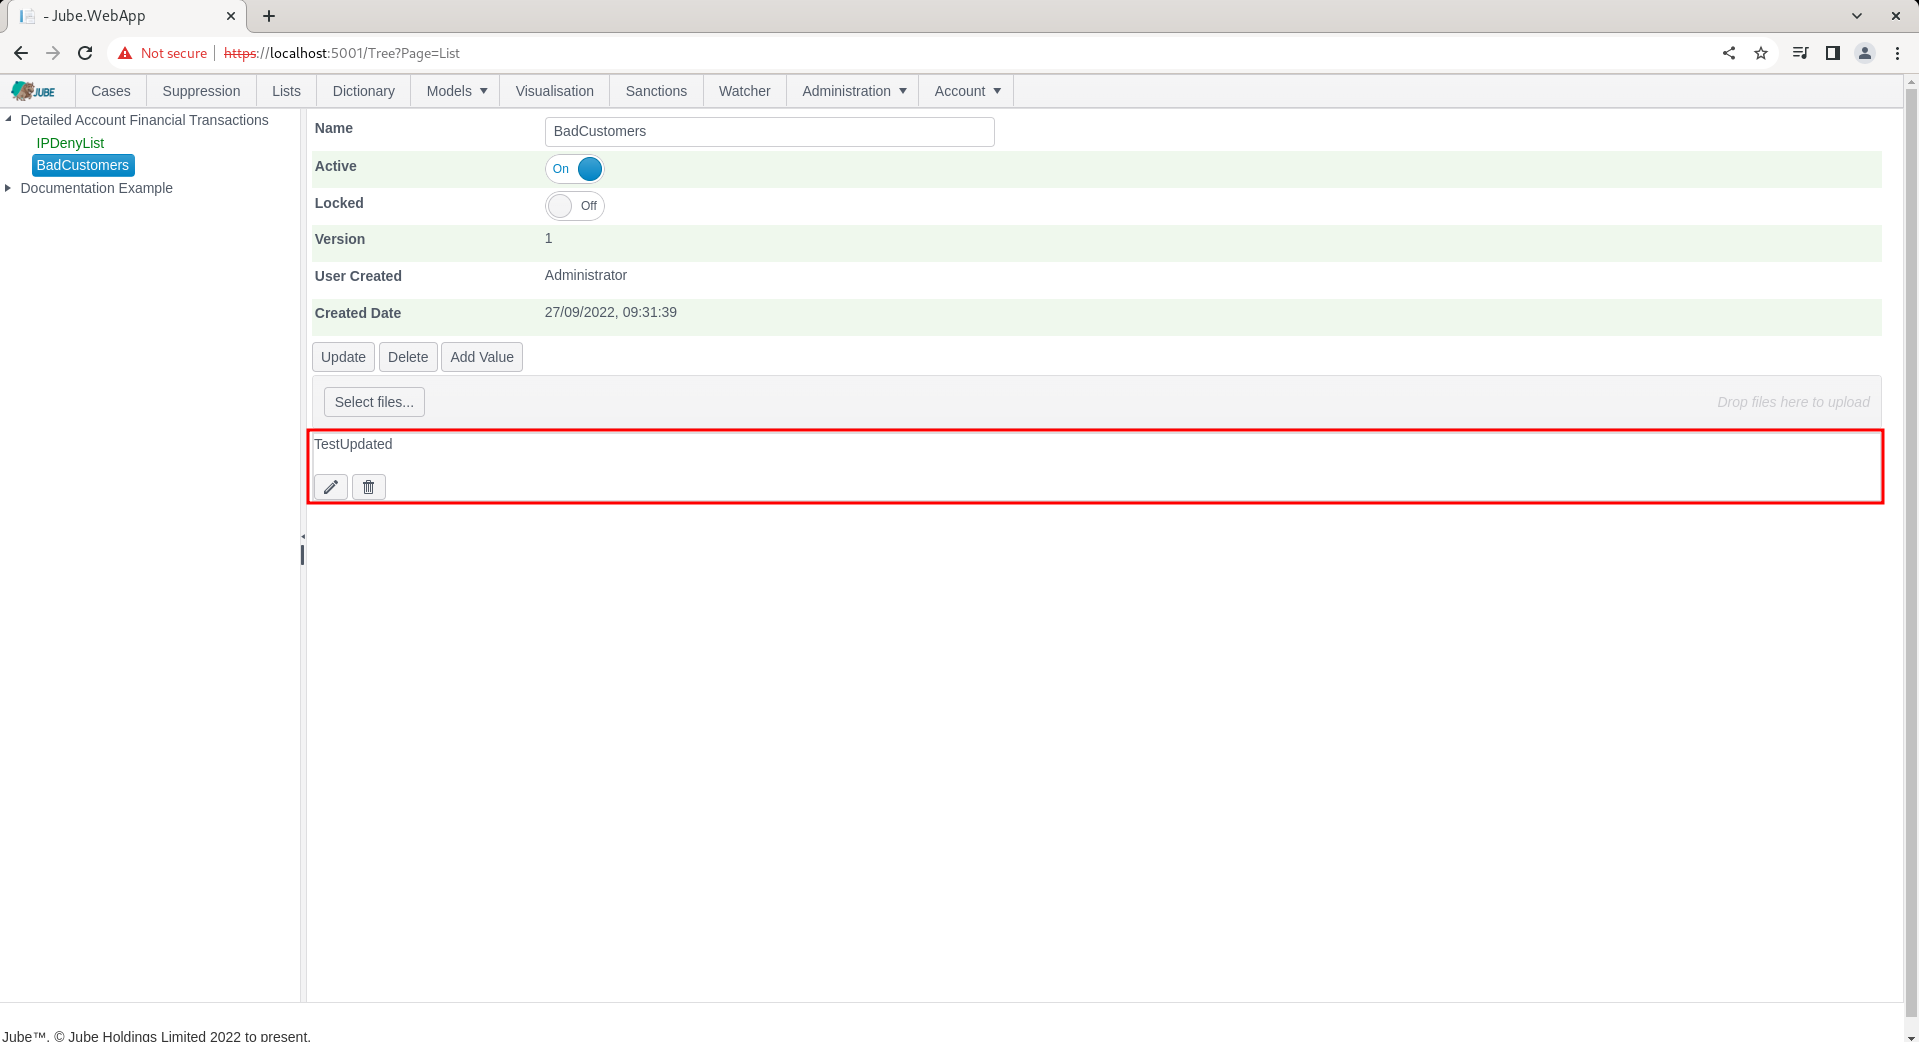 - Jube.WebApp
Not secure https://localhost:5001/Tree?Page=List
JUBE Cases Suppression Lists Dictionary Models Visualisation Sanctions Watcher Administration Account
Detailed Account Financial Transactions
IPDenyList
BadCustomers
Documentation Example
Name BadCustomers
Active On
Locked Off
Version 1
User Created Administrator
Created Date 27/09/2022, 09:31:39
Update Delete Add Value
Select files... Drop files here to upload
TestUpdated
Jube™. © Jube Holdings Limited 2022 to present.